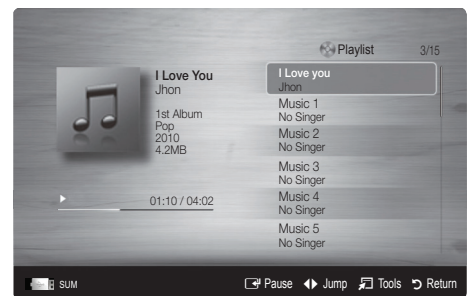 Playlist 3/15
I Love You
Jhon
1st Album
Pop
2010
4.2MB
01:10 / 04:02
I Love you
Jhon
Music 1
No Singer
Music 2
No Singer
Music 3
No Singer
Music 4
No Singer
Music 5
No Singer
SUM
Pause Jump Tools Return